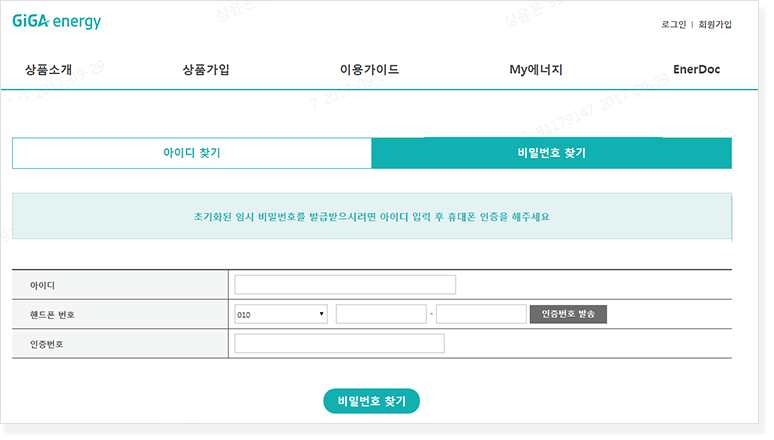 GiGA energy
로그인 | 회원가입
상품소개 상품가입 이용가이드 My에너지 EnerDoc
아이디 찾기 비밀번호 찾기
초기화된 임시 비밀번호를 발급받으시려면 아이디 입력 후 휴대폰 인증을 해주세요
아이디
핸드폰 번호 010 - 인증번호 발송
인증번호
비밀번호 찾기